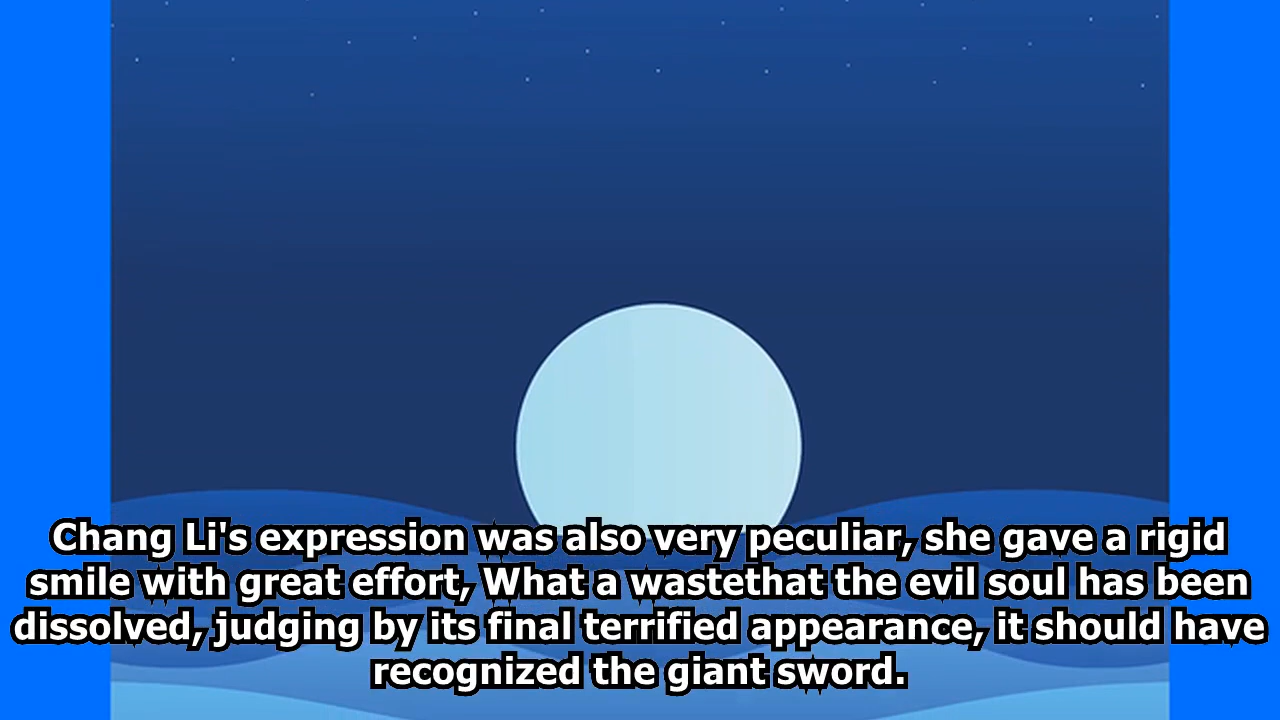 Chang Li's expression was also very peculiar, she gave a rigid
smile with great effort, What a wastethat the evil soul has been
dissolved, judging by its final terrified appearance, it should have
recognized the giant sword.